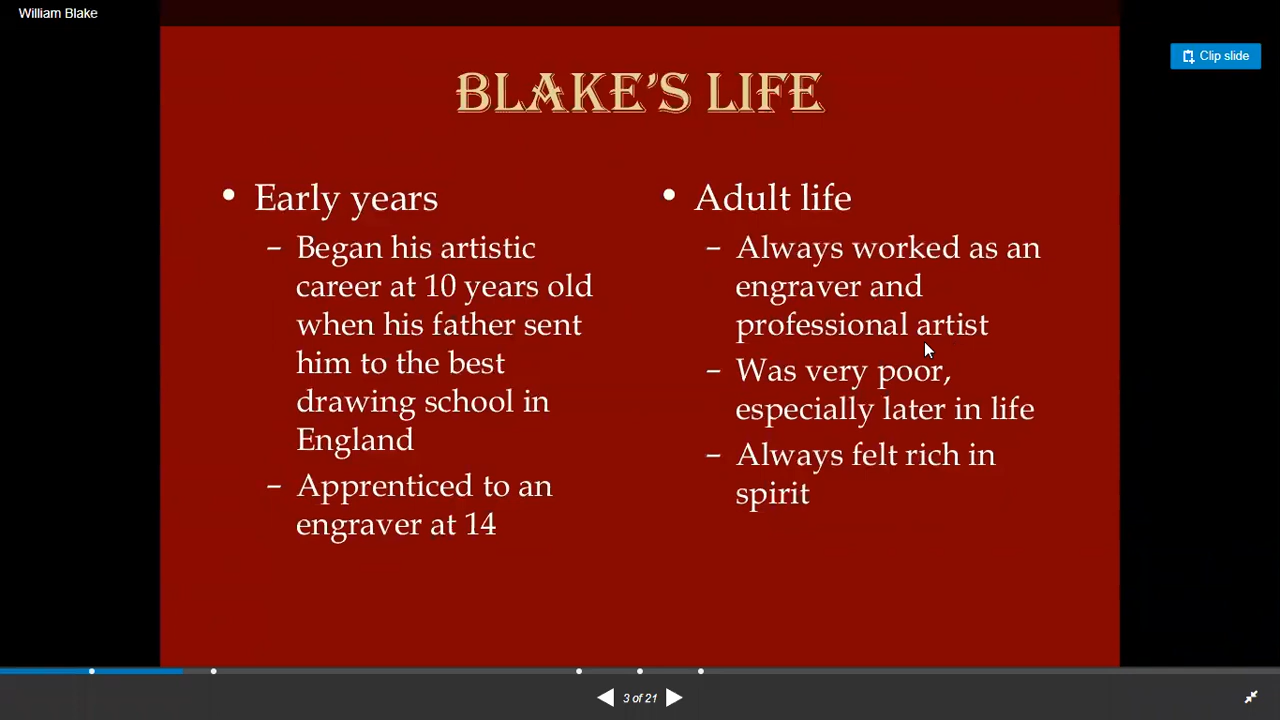 William Blake
Clip slide
BLAKE'S LIFE
• Early years
– Began his artistic
career at 10 years old
when his father sent
him to the best
drawing school in
England
– Apprenticed to an
engraver at 14
• Adult life
– Always worked as an
engraver and
professional artist
– Was very poor,
especially later in life
– Always felt rich in
spirit
3 of 21